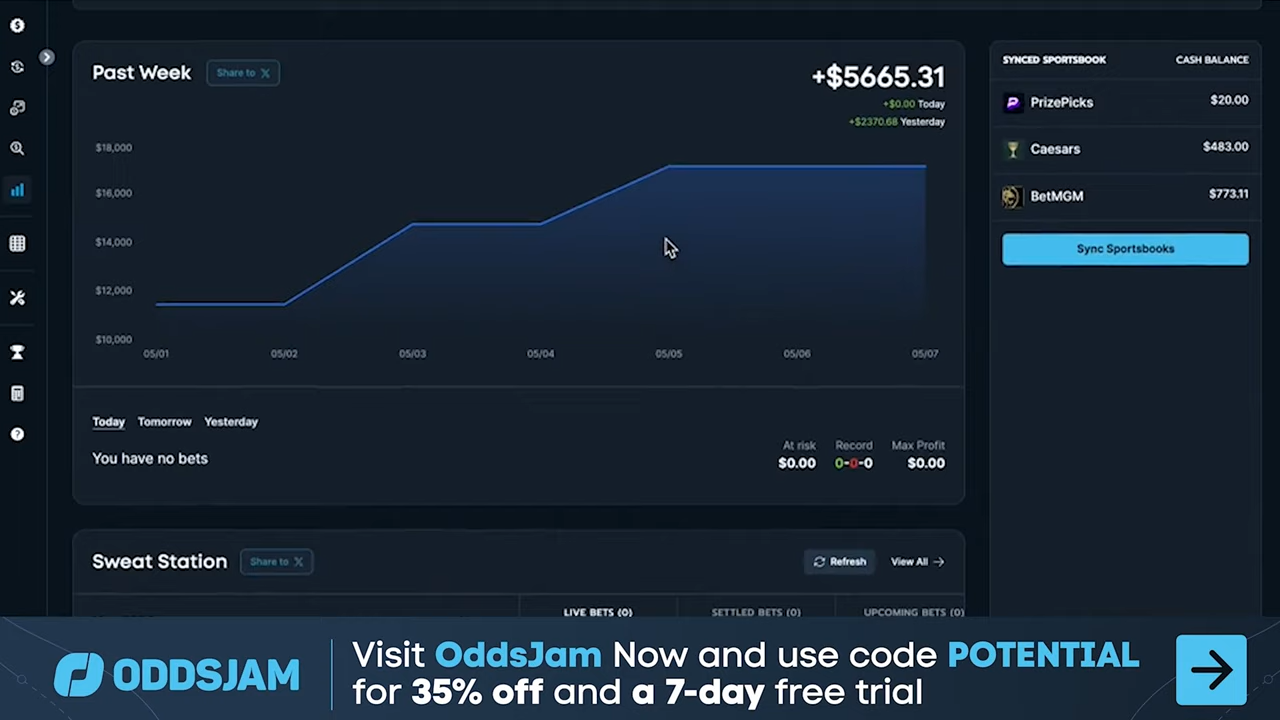 Past Week
Share to X
+$5665.31
+$0.00 Today
+$2370.68 Yesterday
$18,000
$16,000
$14,000
$12,000
$10,000
05/01 05/02 05/03 05/04 05/05 05/06 05/07
Today Tomorrow Yesterday
You have no bets
At risk Record Max Profit
$0.00 0-0-0 $0.00
SYNCED SPORTSBOOK CASH BALANCE
PrizePicks $20.00
Caesars $483.00
BetMGM $773.11
Sync Sportsbooks
Sweat Station
Share to X
Refresh
View All
LIVE BETS (0) SETTLED BETS (0) UPCOMING BETS (0)
ODDSJAM
Visit OddsJam Now and use code POTENTIAL
for 35% off and a 7-day free trial